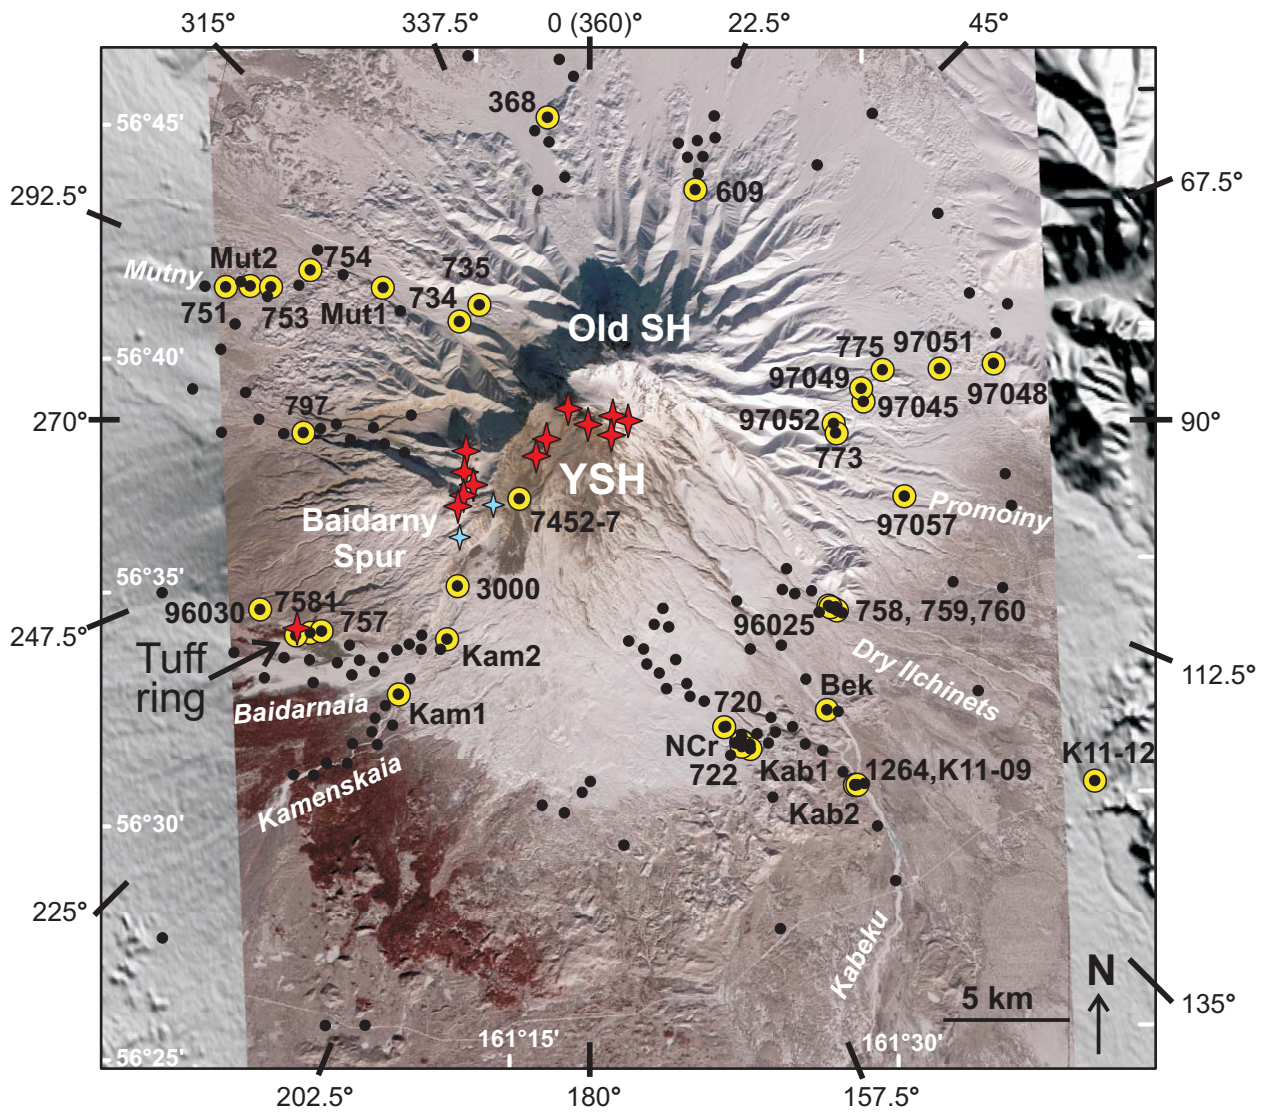 315°
337.5°
0 (360)°
22.5°
45°
368
56°45'
67.5°
292.5°
609
Mutny
Mut2
754
735
751
753
Mut1
734
Old SH
56°40'
775
97051
97049
97048
97045
270°
797
97052
90°
773
YSH
7452-7
97057
Promoiny
Baidarny
Spur
56°35'
3000
96030
7581
757
96025
758, 759,760
247.5°
Tuff
ring
Kam2
Dry Ilchinets
112.5°
Baidarnaia
Kam1
720
Bek
NCr
722
Kab1
1264,K11-09
K11-12
Kamenskaia
Kab2
56°30'
225°
Kabeku
N
5 km
135°
161°15'
161°30'
56°25'
202.5°
180°
157.5°